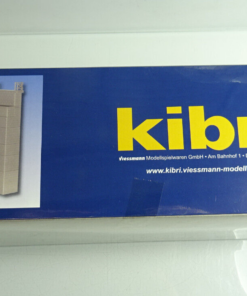 kibri
viessmann Modellspielwaren GmbH • Am Bahnhof 1 •
www.kibri.viessmann-modell